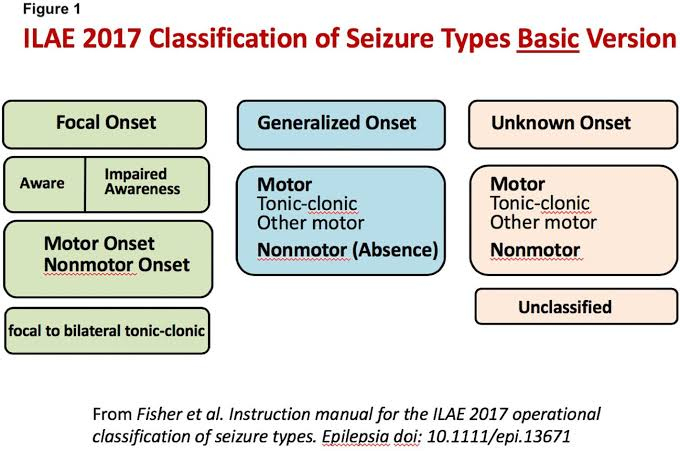 Figure 1
ILAE 2017 Classification of Seizure Types Basic Version
Focal Onset
Aware
Impaired
Awareness
Motor Onset
Nonmotor Onset
focal to bilateral tonic-clonic
Generalized Onset
Motor
Tonic-clonic
Other motor
Nonmotor (Absence)
Unknown Onset
Motor
Tonic-clonic
Other motor
Nonmotor
Unclassified
From Fisher et al. Instruction manual for the ILAE 2017 operational
classification of seizure types. Epilepsia doi: 10.1111/epi.13671